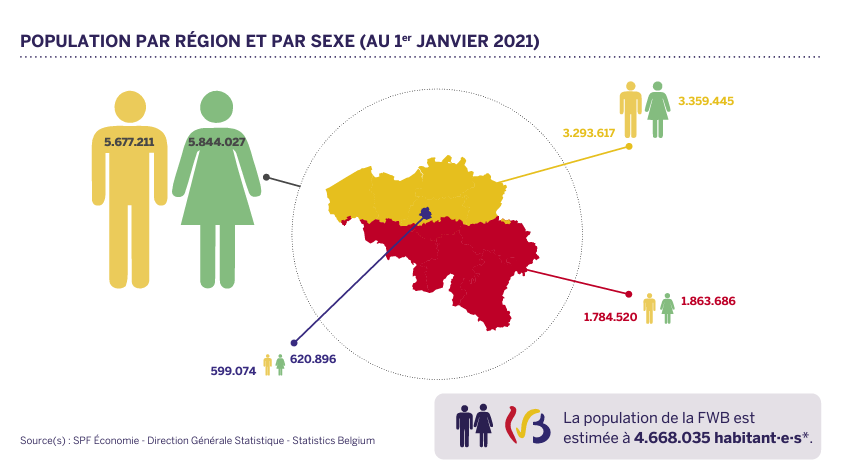 POPULATION PAR RÉGION ET PAR SEXE (AU 1er JANVIER 2021)
5.677.211
5.844.027
3.359.445
3.293.617
1.863.686
1.784.520
620.896
599.074
La population de la FWB est
estimée à 4.668.035 habitant·e·s*.
Source(s) : SPF Économie - Direction Générale Statistique - Statistics Belgium